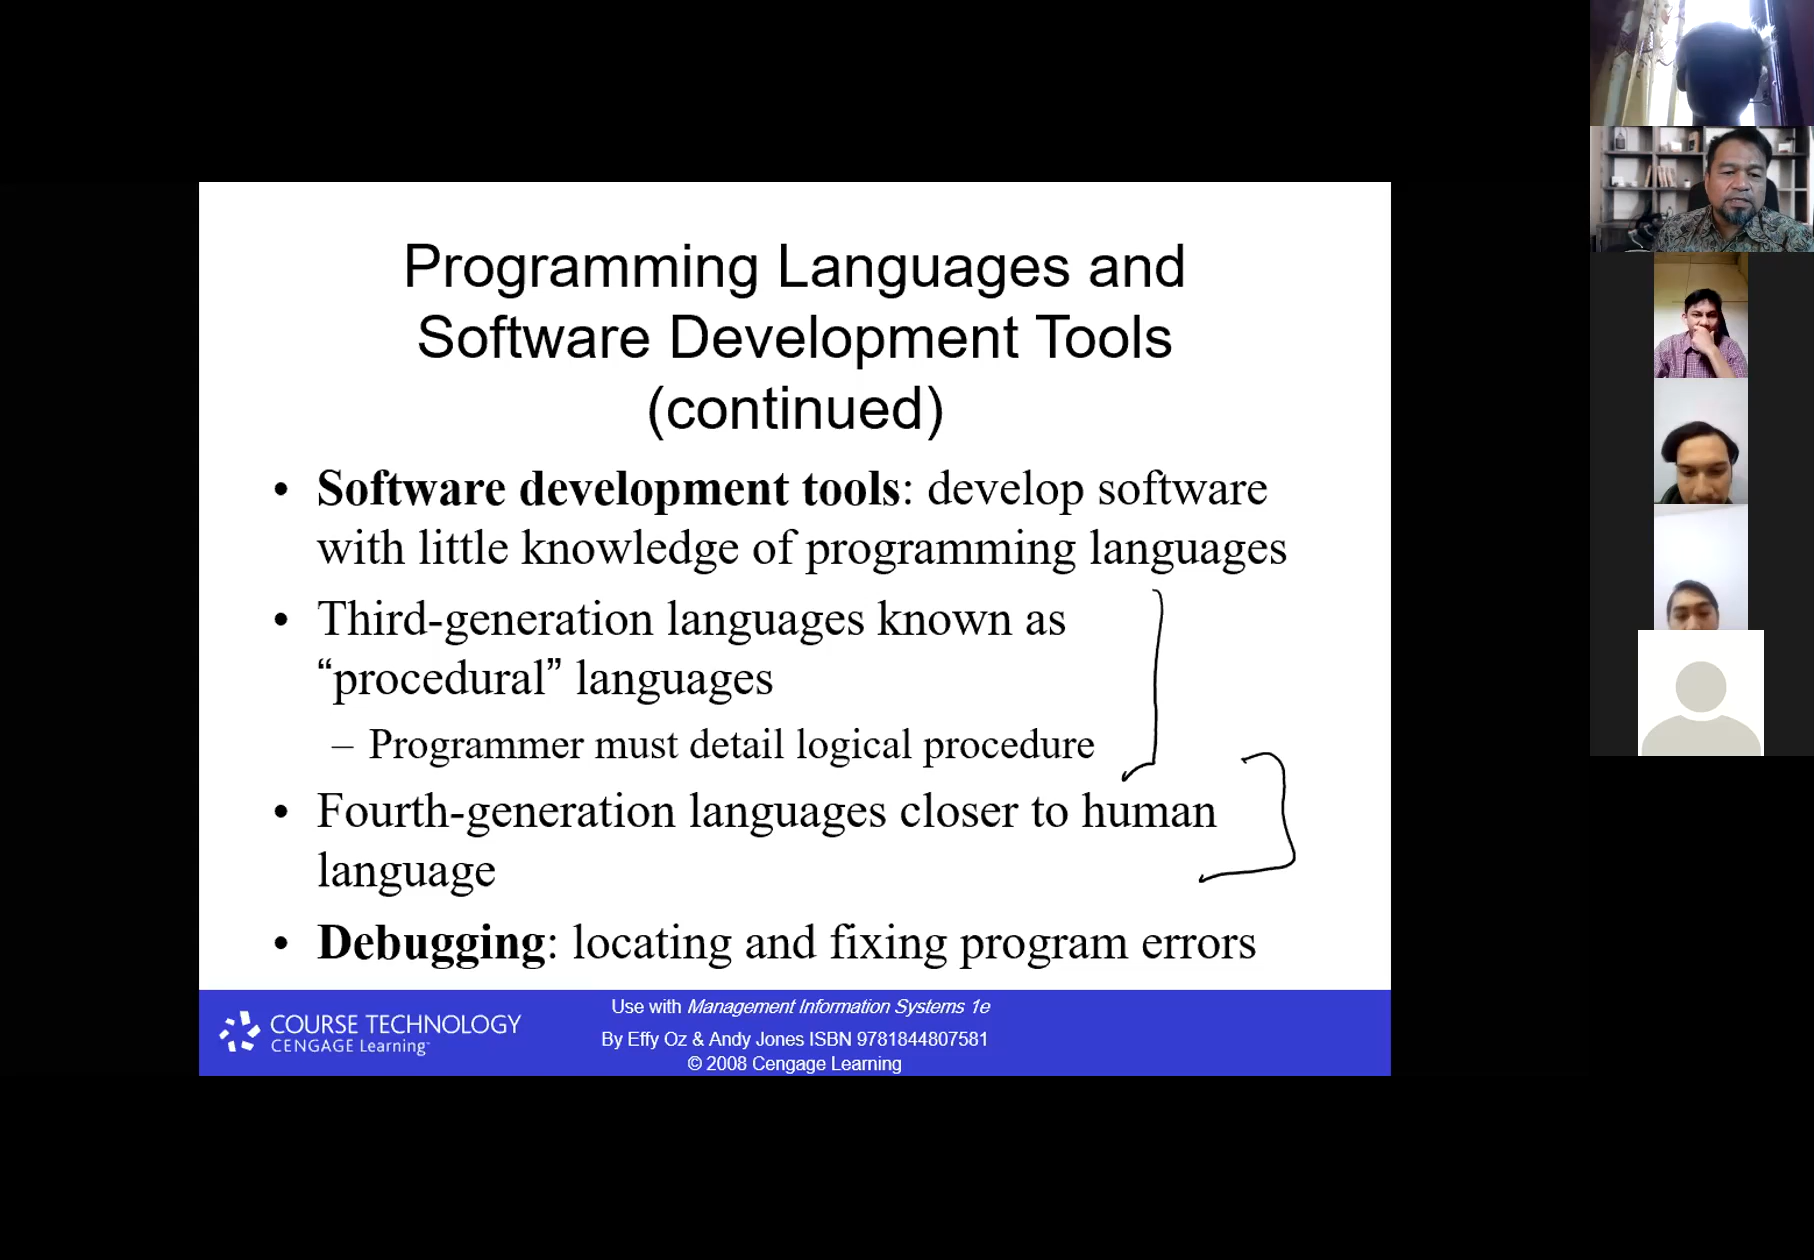 Programming Languages and
Software Development Tools
(continued)
• Software development tools: develop software
with little knowledge of programming languages
• Third-generation languages known as
“procedural” languages
– Programmer must detail logical procedure
• Fourth-generation languages closer to human
language
• Debugging: locating and fixing program errors
COURSE TECHNOLOGY
CENGAGE Learning™
Use with Management Information Systems 1e
By Effy Oz & Andy Jones ISBN 9781844807581
© 2008 Cengage Learning